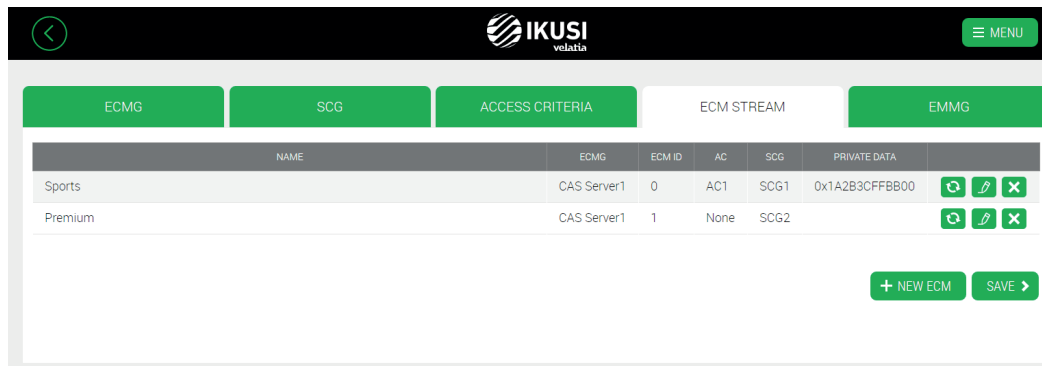 IKUSI
velatia
MENU
ECMG SCG ACCESS CRITERIA ECM STREAM EMMG
NAME ECMG ECM ID AC SCG PRIVATE DATA
Sports CAS Server1 0 AC1 SCG1 0x1A2B3CFFBB00
Premium CAS Server1 1 None SCG2
+ NEW ECM SAVE >